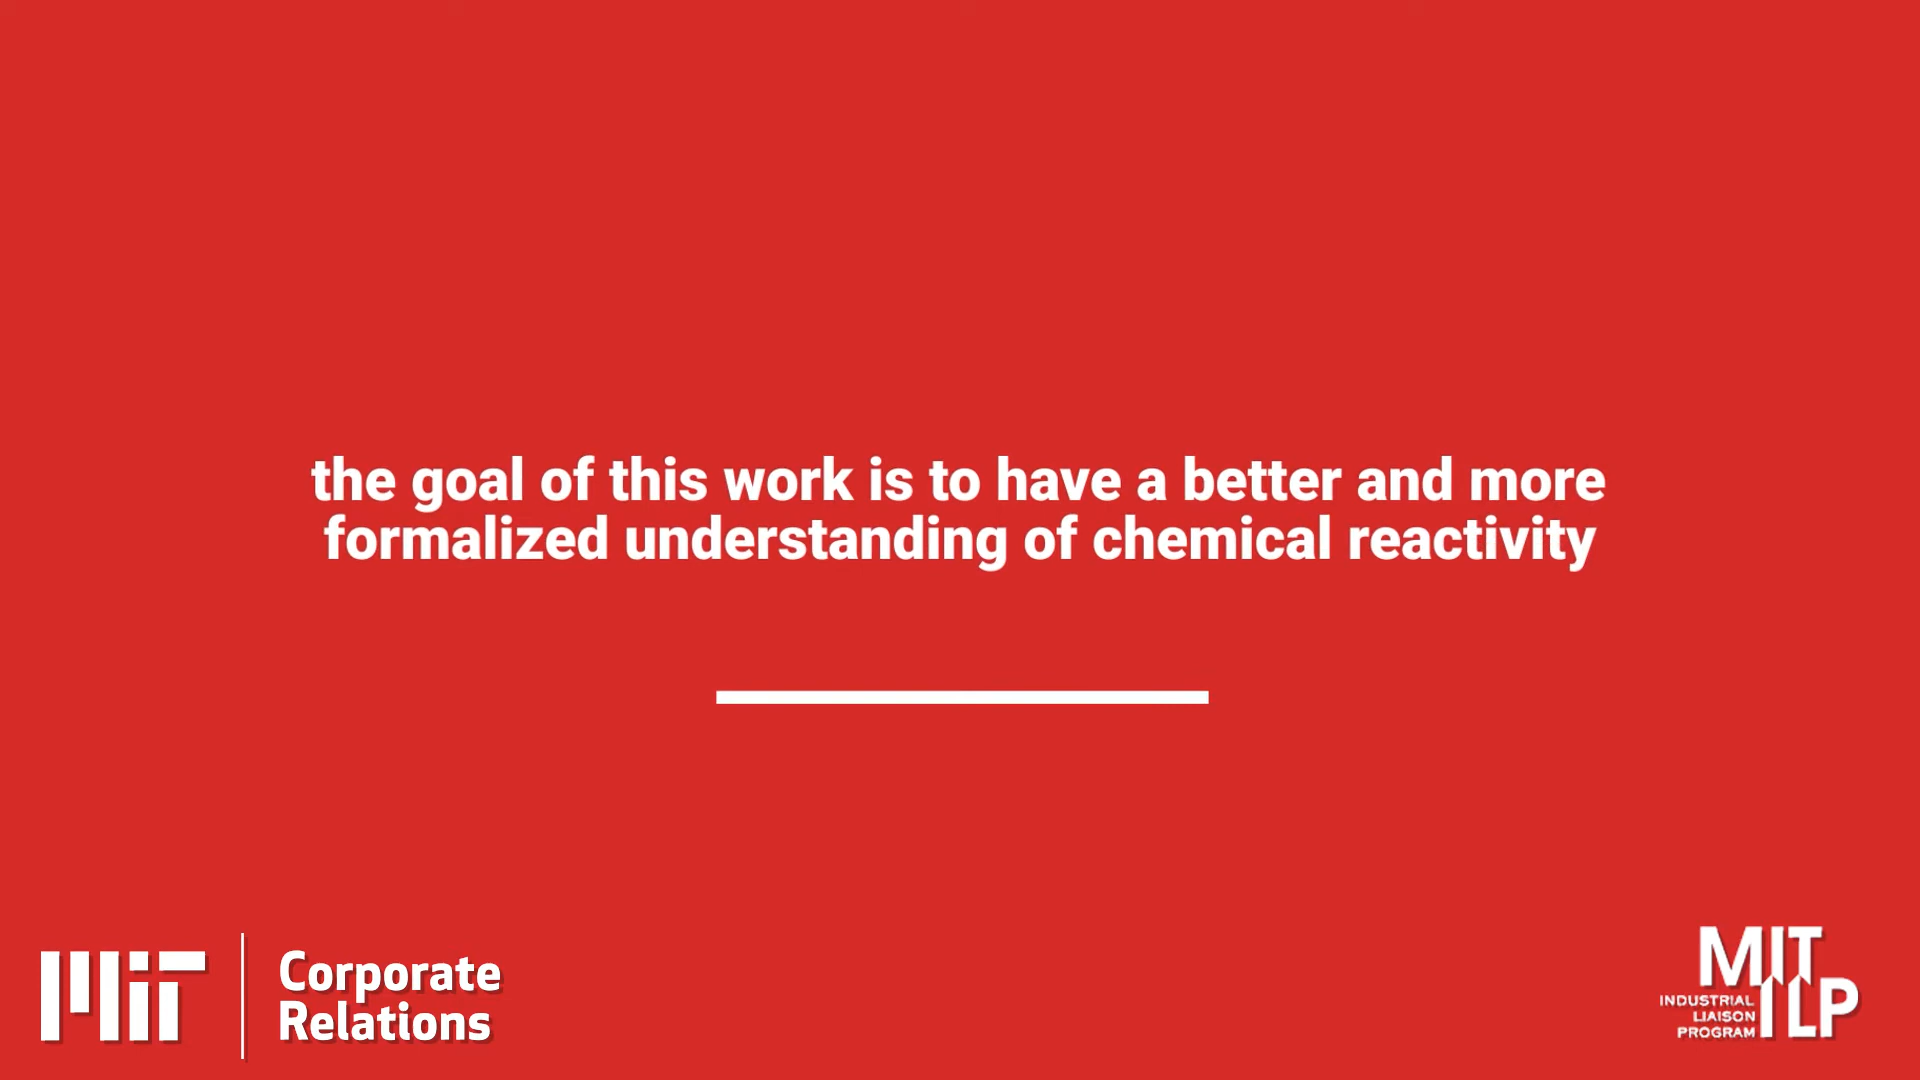 the goal of this work is to have a better and more
formalized understanding of chemical reactivity
MIT
Corporate
Relations
MIT
ILP
INDUSTRIAL
LIAISON
PROGRAM